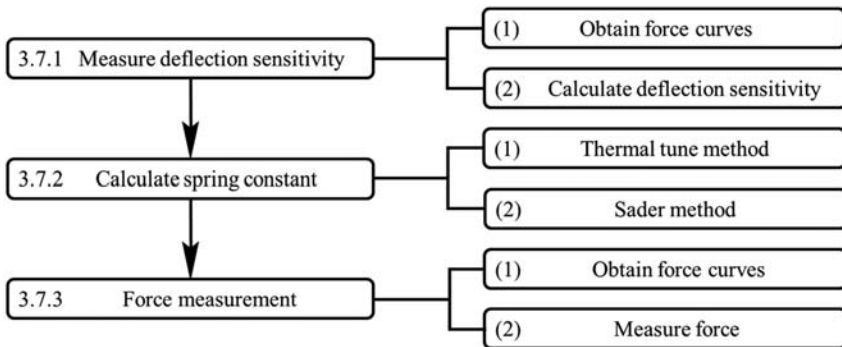 3.7.1 Measure deflection sensitivity
(1) Obtain force curves
(2) Calculate deflection sensitivity
3.7.2 Calculate spring constant
(1) Thermal tune method
(2) Sader method
3.7.3 Force measurement
(1) Obtain force curves
(2) Measure force